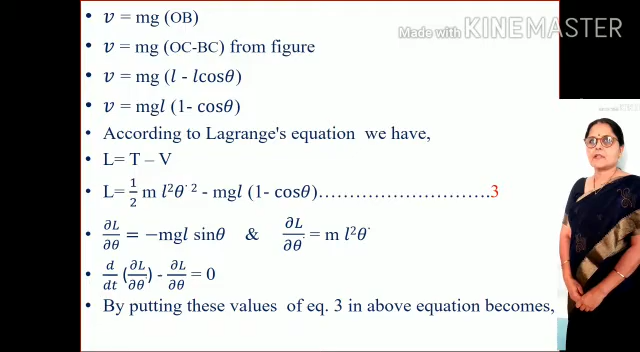 • v = mg (OB)
Made with KINEMASTER
• v = mg (OC-BC) from figure
• v = mg (l - lcosθ)
• v = mgl (1- cosθ)
• According to Lagrange's equation we have,
• L= T – V
• L= 1/2 m l²θ˙² - mgl (1- cosθ)……………………….3
• ∂L/∂θ = −mgl sinθ & ∂L/∂θ˙ = m l²θ˙
• d/dt (∂L/∂θ˙) - ∂L/∂θ = 0
• By putting these values of eq. 3 in above equation becomes,